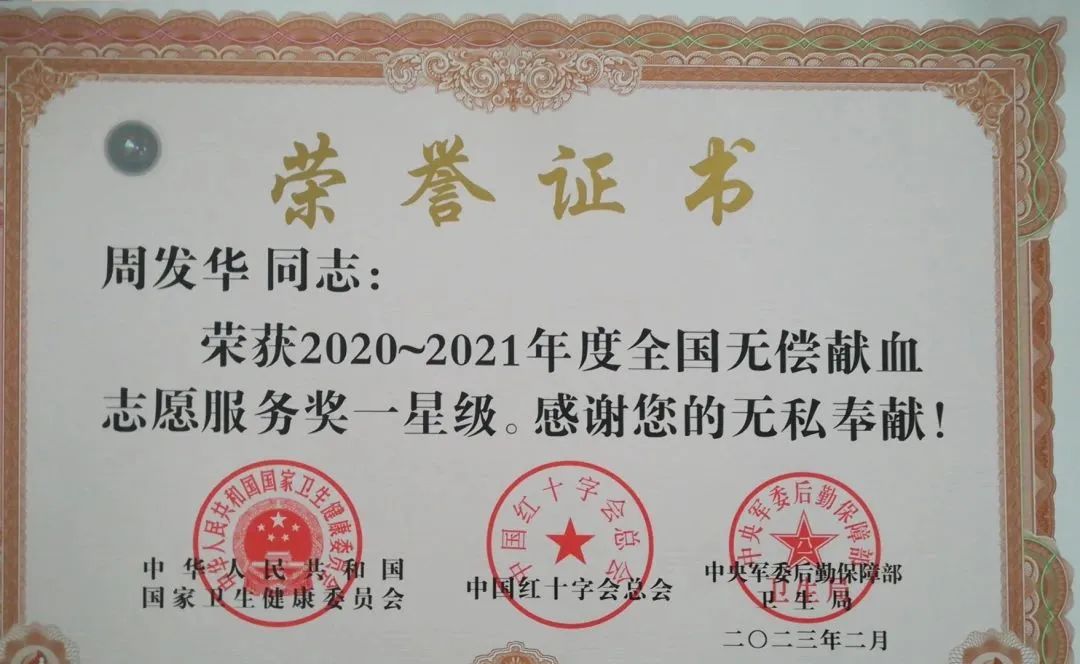 荣誉证书
周发华 同志：
荣获2020~2021年度全国无偿献血
志愿服务奖一星级。感谢您的无私奉献！
中华人民共和国国家卫生健康委员会
中国红十字会总会
中央军委后勤保障部
卫生局
中华人民共和国
国家卫生健康委员会
中国红十字会总会
中央军委后勤保障部
卫生局
二〇二三年二月